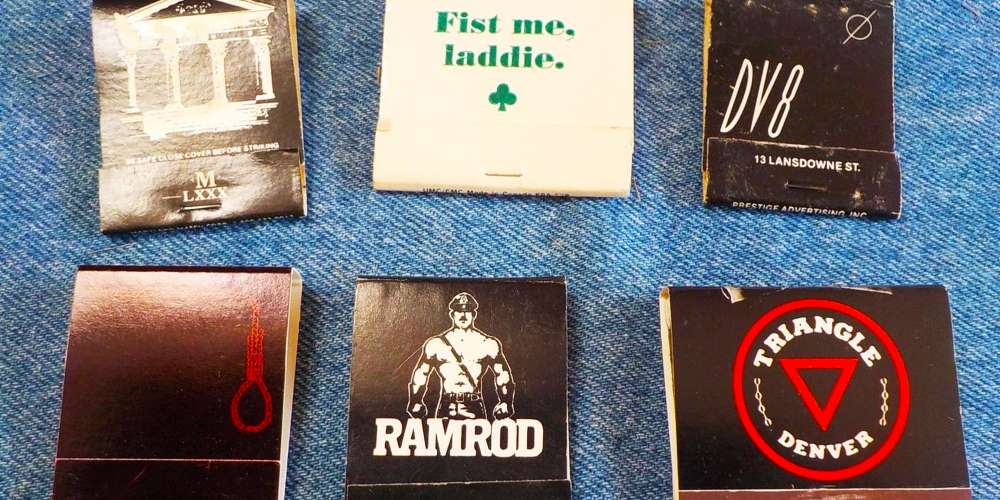 SAFE CLOSE COVER BEFORE STRIKING
M
LXXX
Fist me,
laddie.
DV8
13 LANSDOWNE ST.
PRESTIGE ADVERTISING, INC.
RAMROD
TRIANGLE
DENVER